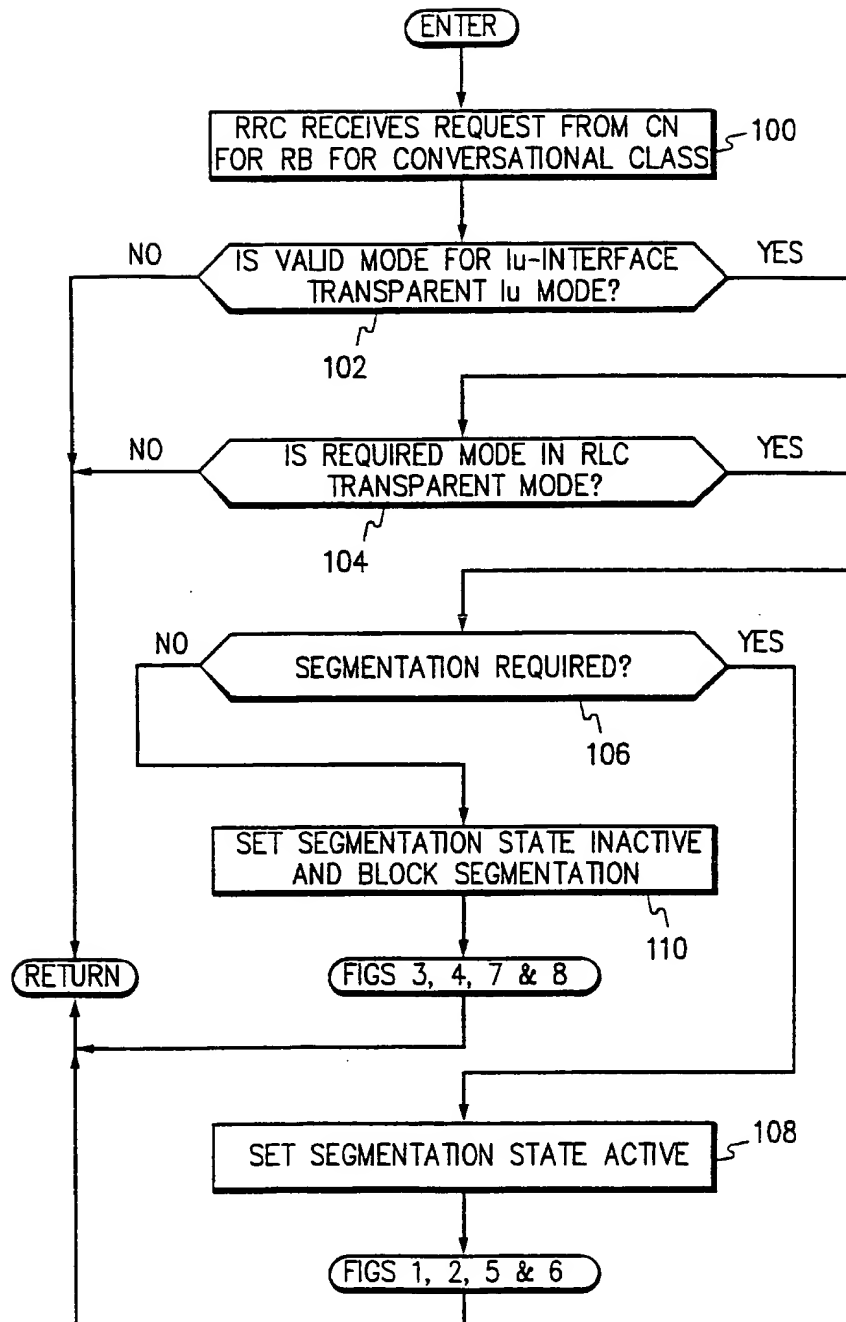 ENTER
RRC RECEIVES REQUEST FROM CN
FOR RB FOR CONVERSATIONAL CLASS
100
NO
IS VALID MODE FOR Iu-INTERFACE
TRANSPARENT Iu MODE?
YES
102
NO
IS REQUIRED MODE IN RLC
TRANSPARENT MODE?
YES
104
NO
SEGMENTATION REQUIRED?
YES
106
SET SEGMENTATION STATE INACTIVE
AND BLOCK SEGMENTATION
110
RETURN
FIGS 3, 4, 7 & 8
SET SEGMENTATION STATE ACTIVE
108
FIGS 1, 2, 5 & 6